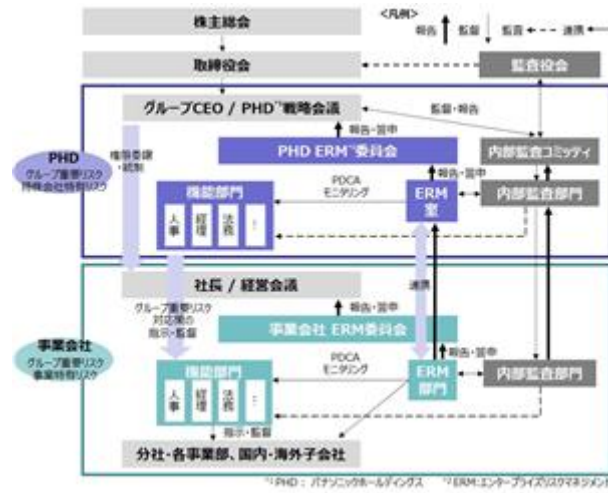 <凡例>
報告 監督 監査 連携
株主総会
取締役会
監査役会
グループCEO / PHD*1戦略会議
監督・報告
報告・答申
PHD
グループ重要リスク
持株会社特有リスク
権限委譲
・統制
PHD ERM*2委員会
内部監査コミッティ
報告・答申
機能部門
人事 経理 法務 …
PDCA
モニタリング
ERM
室
内部監査部門
社長 / 経営会議
連携
グループ重要リスク
対応策の
指示・監督
報告・答申
事業会社
グループ重要リスク
事業特有リスク
事業会社 ERM委員会
報告・答申
機能部門
人事 経理 法務 …
PDCA
モニタリング
ERM
部門
内部監査部門
指示・監督
分社・各事業部、国内・海外子会社
*1 PHD： パナソニックホールディングス *2 ERM:エンタープライズリスクマネジメント